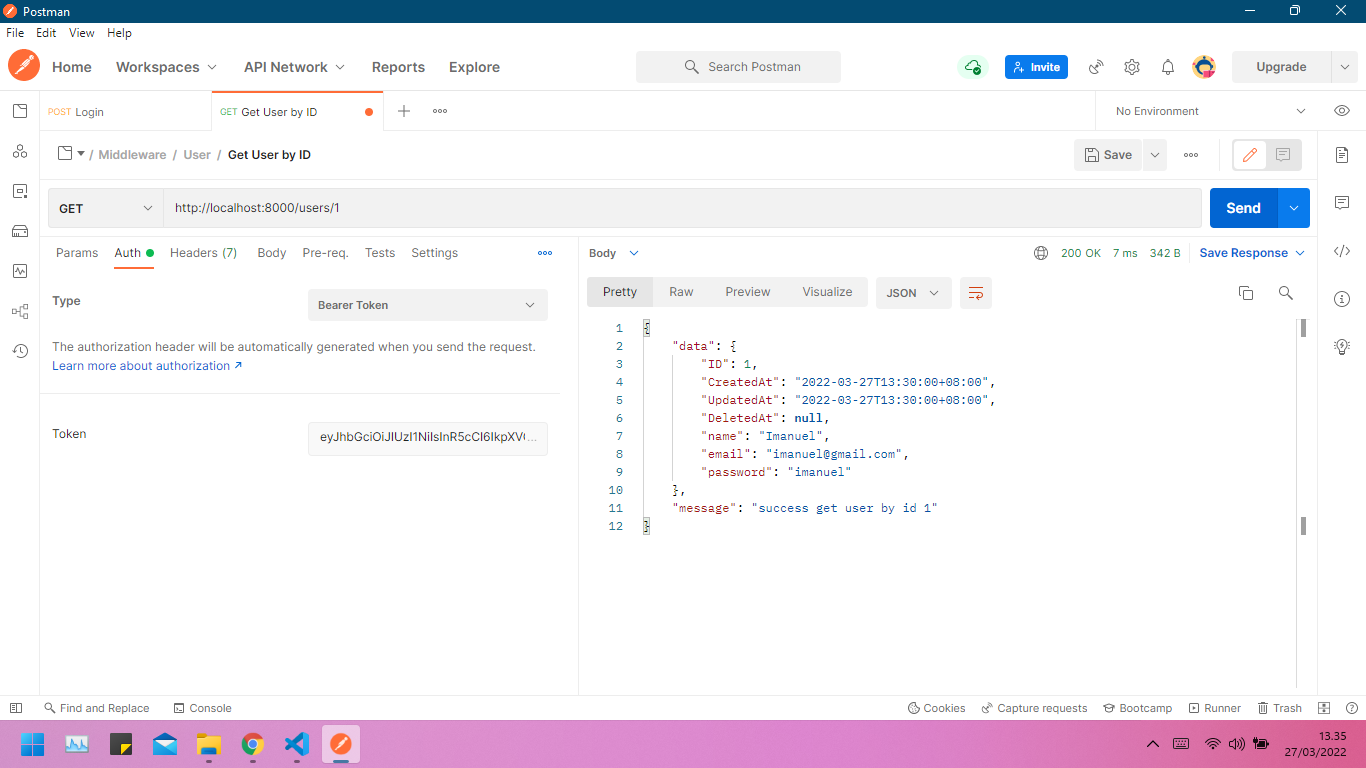 Postman
File Edit View Help
Home Workspaces API Network Reports Explore Search Postman Invite Upgrade
POST Login GET Get User by ID No Environment
/ Middleware / User / Get User by ID Save
GET http://localhost:8000/users/1 Send
Params Auth Headers (7) Body Pre-req. Tests Settings
Body 200 OK 7 ms 342 B Save Response
Type Bearer Token
The authorization header will be automatically generated when you send the request.
Learn more about authorization ↗
Token eyJhbGciOiJIUzI1NiIsInR5cCI6IkpXV...
Pretty Raw Preview Visualize JSON
1 {
2 "data": {
3 "ID": 1,
4 "CreatedAt": "2022-03-27T13:30:00+08:00",
5 "UpdatedAt": "2022-03-27T13:30:00+08:00",
6 "DeletedAt": null,
7 "name": "Imanuel",
8 "email": "imanuel@gmail.com",
9 "password": "imanuel"
10 },
11 "message": "success get user by id 1"
12 }
Find and Replace Console Cookies Capture requests Bootcamp Runner Trash
13.35
27/03/2022